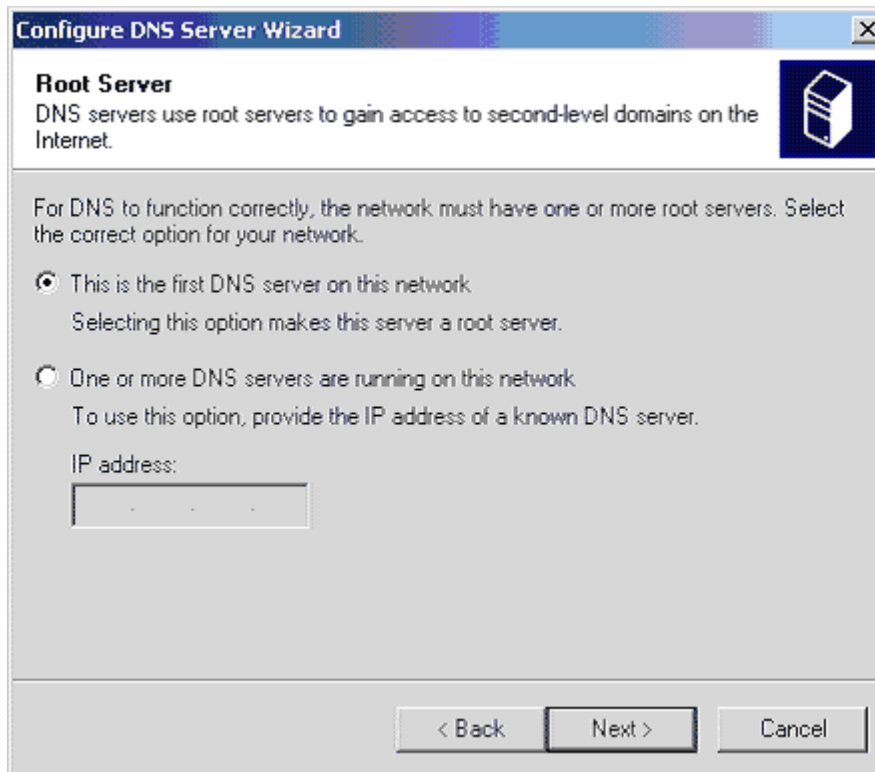 Configure DNS Server Wizard
Root Server
DNS servers use root servers to gain access to second-level domains on the
Internet.
For DNS to function correctly, the network must have one or more root servers. Select
the correct option for your network.
This is the first DNS server on this network
Selecting this option makes this server a root server.
One or more DNS servers are running on this network
To use this option, provide the IP address of a known DNS server.
IP address:
. . .
< Back Next > Cancel